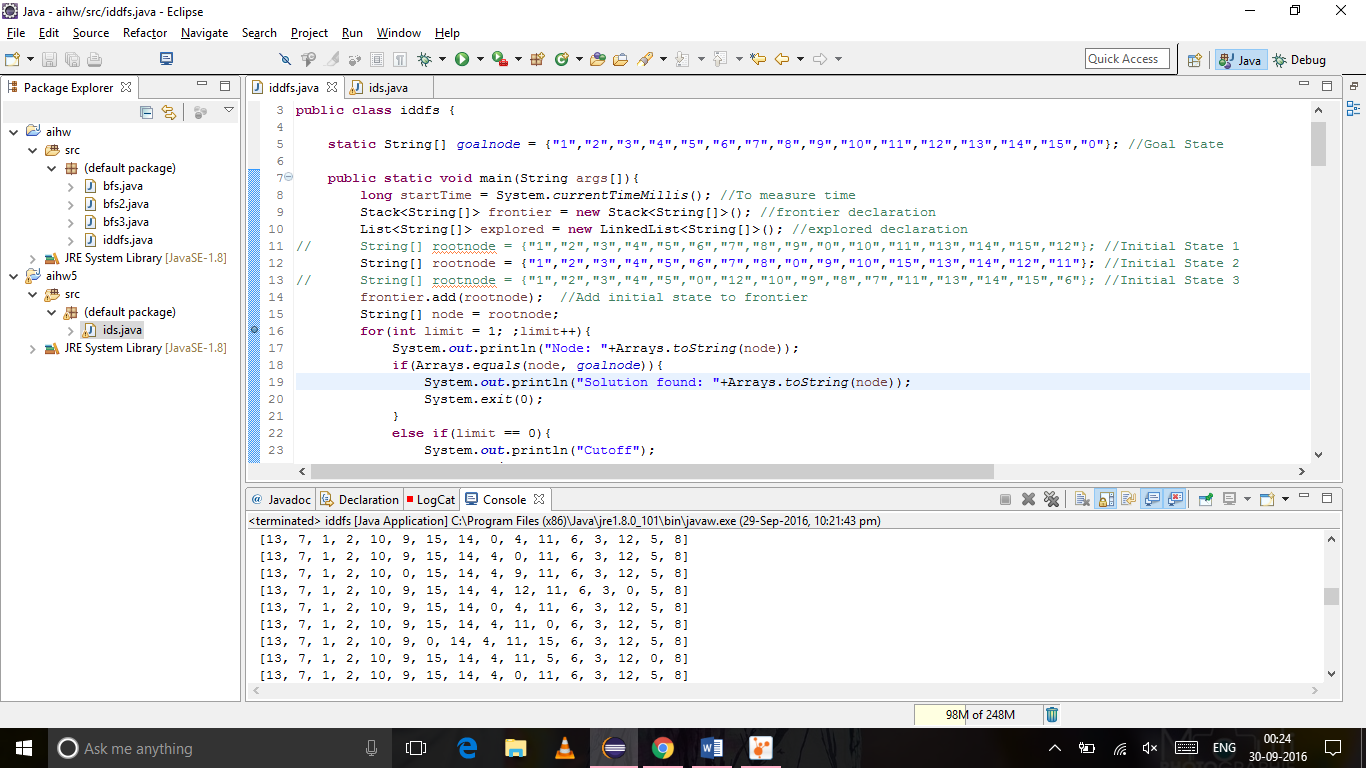 Java - aihw/src/iddfs.java - Eclipse
File Edit Source Refactor Navigate Search Project Run Window Help
Quick Access Java Debug
Package Explorer
aihw
src
(default package)
bfs.java
bfs2.java
bfs3.java
iddfs.java
JRE System Library [JavaSE-1.8]
aihw5
src
(default package)
ids.java
JRE System Library [JavaSE-1.8]
iddfs.java ids.java
3 public class iddfs {
4
5 static String[] goalnode = {"1","2","3","4","5","6","7","8","9","10","11","12","13","14","15","0"}; //Goal State
6
7 public static void main(String args[]){
8 long startTime = System.currentTimeMillis(); //To measure time
9 Stack<String[]> frontier = new Stack<String[]>(); //frontier declaration
10 List<String[]> explored = new LinkedList<String[]>(); //explored declaration
11 // String[] rootnode = {"1","2","3","4","5","6","7","8","9","0","10","11","13","14","15","12"}; //Initial State 1
12 String[] rootnode = {"1","2","3","4","5","6","7","8","0","9","10","15","13","14","12","11"}; //Initial State 2
13 // String[] rootnode = {"1","2","3","4","5","0","12","10","9","8","7","11","13","14","15","6"}; //Initial State 3
14 frontier.add(rootnode); //Add initial state to frontier
15 String[] node = rootnode;
16 for(int limit = 1; ;limit++){
17 System.out.println("Node: "+Arrays.toString(node));
18 if(Arrays.equals(node, goalnode)){
19 System.out.println("Solution found: "+Arrays.toString(node));
20 System.exit(0);
21 }
22 else if(limit == 0){
23 System.out.println("Cutoff");
@ Javadoc Declaration LogCat Console
<terminated> iddfs [Java Application] C:\Program Files (x86)\Java\jre1.8.0_101\bin\javaw.exe (29-Sep-2016, 10:21:43 pm)
[13, 7, 1, 2, 10, 9, 15, 14, 0, 4, 11, 6, 3, 12, 5, 8]
[13, 7, 1, 2, 10, 9, 15, 14, 4, 0, 11, 6, 3, 12, 5, 8]
[13, 7, 1, 2, 10, 0, 15, 14, 4, 9, 11, 6, 3, 12, 5, 8]
[13, 7, 1, 2, 10, 9, 15, 14, 4, 12, 11, 6, 3, 0, 5, 8]
[13, 7, 1, 2, 10, 9, 15, 14, 0, 4, 11, 6, 3, 12, 5, 8]
[13, 7, 1, 2, 10, 9, 15, 14, 4, 11, 0, 6, 3, 12, 5, 8]
[13, 7, 1, 2, 10, 9, 0, 14, 4, 11, 15, 6, 3, 12, 5, 8]
[13, 7, 1, 2, 10, 9, 15, 14, 4, 11, 5, 6, 3, 12, 0, 8]
[13, 7, 1, 2, 10, 9, 15, 14, 4, 0, 11, 6, 3, 12, 5, 8]
98M of 248M
Ask me anything
ENG
00:24
30-09-2016